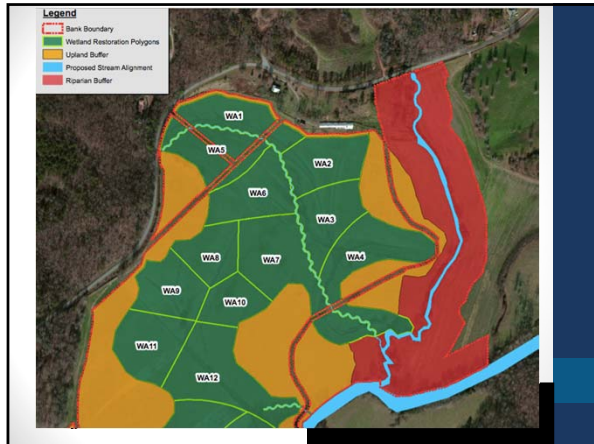 Legend
Bank Boundary
Wetland Restoration Polygons
Upland Buffer
Proposed Stream Alignment
Riparian Buffer
WA1
WA5
WA2
WA6
WA3
WA8
WA7
WA4
WA9
WA10
WA11
WA12